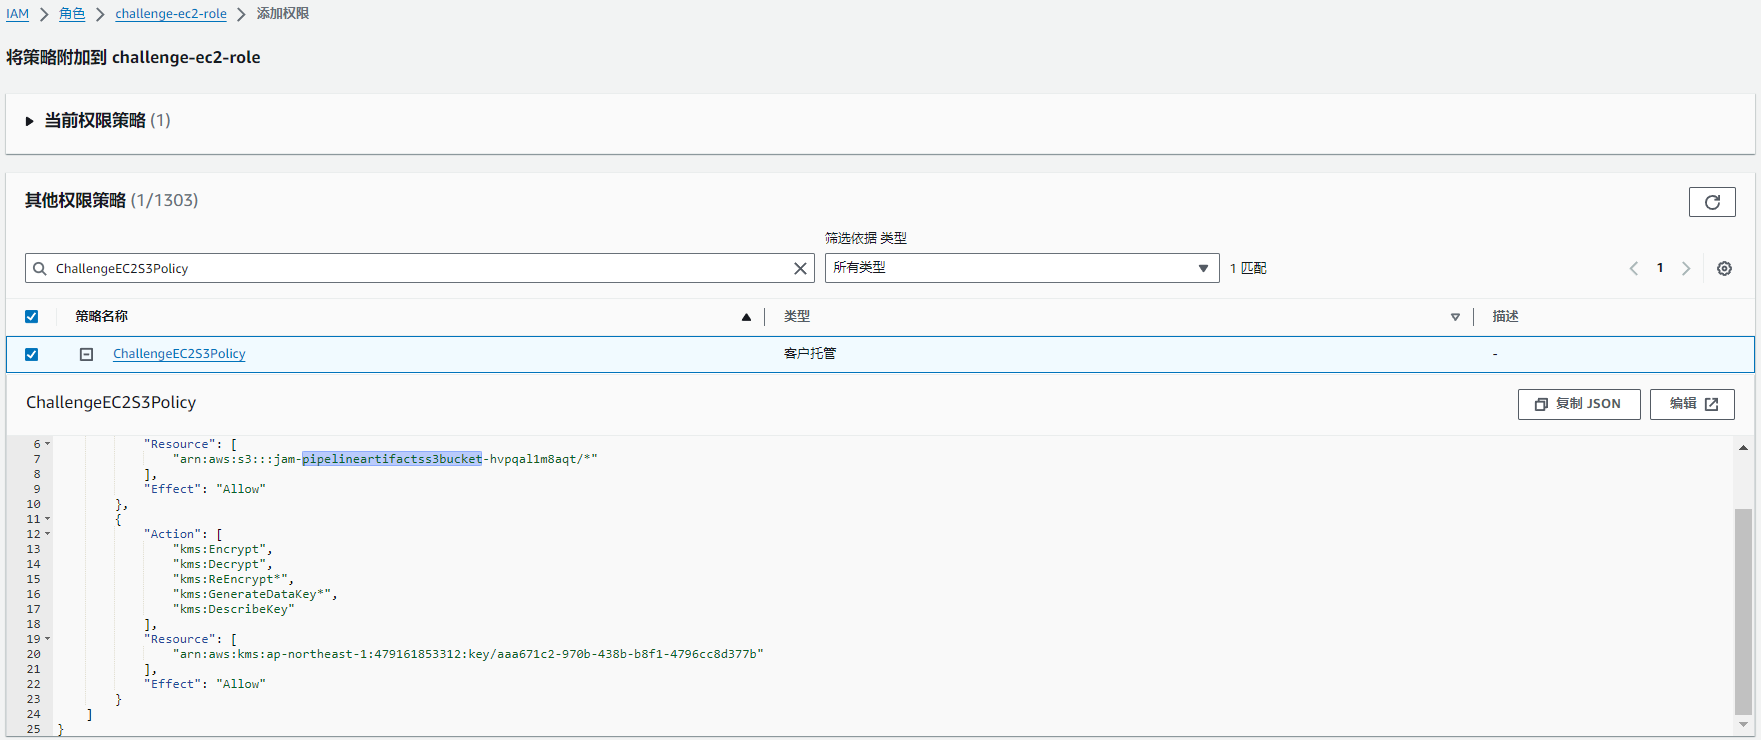 IAM > 角色 > challenge-ec2-role > 添加权限
将策略附加到 challenge-ec2-role
当前权限策略 (1)
其他权限策略 (1/1303)
筛选依据 类型
ChallengeEC2S3Policy 所有类型 1 匹配 1
策略名称 类型 描述
ChallengeEC2S3Policy 客户托管 -
ChallengeEC2S3Policy 复制 JSON 编辑
6 "Resource": [
7 "arn:aws:s3:::jam-pipelineartifactss3bucket-hvpqal1m8aqt/*"
8 ],
9 "Effect": "Allow"
10 },
11 {
12 "Action": [
13 "kms:Encrypt",
14 "kms:Decrypt",
15 "kms:ReEncrypt*",
16 "kms:GenerateDataKey*",
17 "kms:DescribeKey"
18 ],
19 "Resource": [
20 "arn:aws:kms:ap-northeast-1:479161853312:key/aaa671c2-970b-438b-b8f1-4796cc8d377b"
21 ],
22 "Effect": "Allow"
23 }
24 ]
25 }